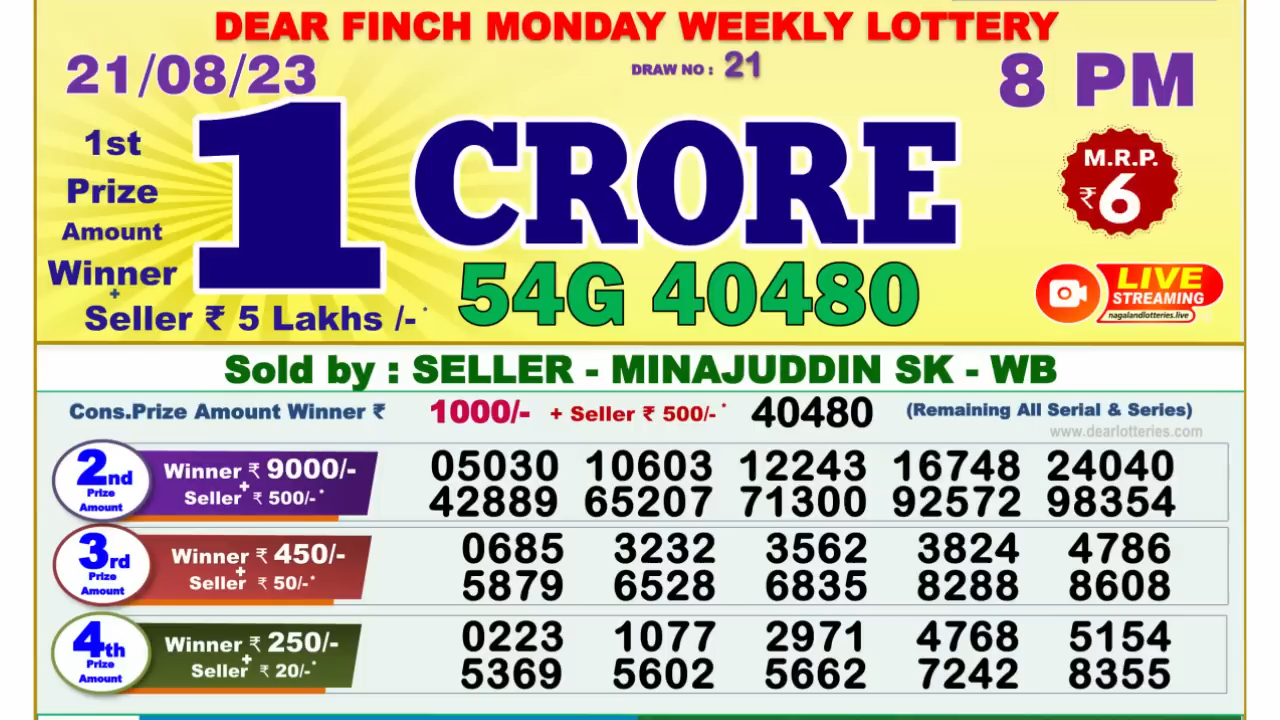 DEAR FINCH MONDAY WEEKLY LOTTERY
21/08/23
DRAW NO : 21
8 PM
1st
Prize
Amount
Winner
+
Seller ₹ 5 Lakhs /-*
1 CRORE
54G 40480
M.R.P.
₹6
LIVE
STREAMING
nagalandlotteries.live
Sold by : SELLER - MINAJUDDIN SK - WB
Cons.Prize Amount Winner ₹ 1000/- + Seller ₹ 500/-* 40480 (Remaining All Serial & Series)
www.dearlotteries.com
2nd
Prize
Amount
Winner ₹ 9000/-
+
Seller ₹ 500/-*
05030 10603 12243 16748 24040
42889 65207 71300 92572 98354
3rd
Prize
Amount
Winner ₹ 450/-
+
Seller ₹ 50/-*
0685 3232 3562 3824 4786
5879 6528 6835 8288 8608
4th
Prize
Amount
Winner ₹ 250/-
+
Seller ₹ 20/-*
0223 1077 2971 4768 5154
5369 5602 5662 7242 8355